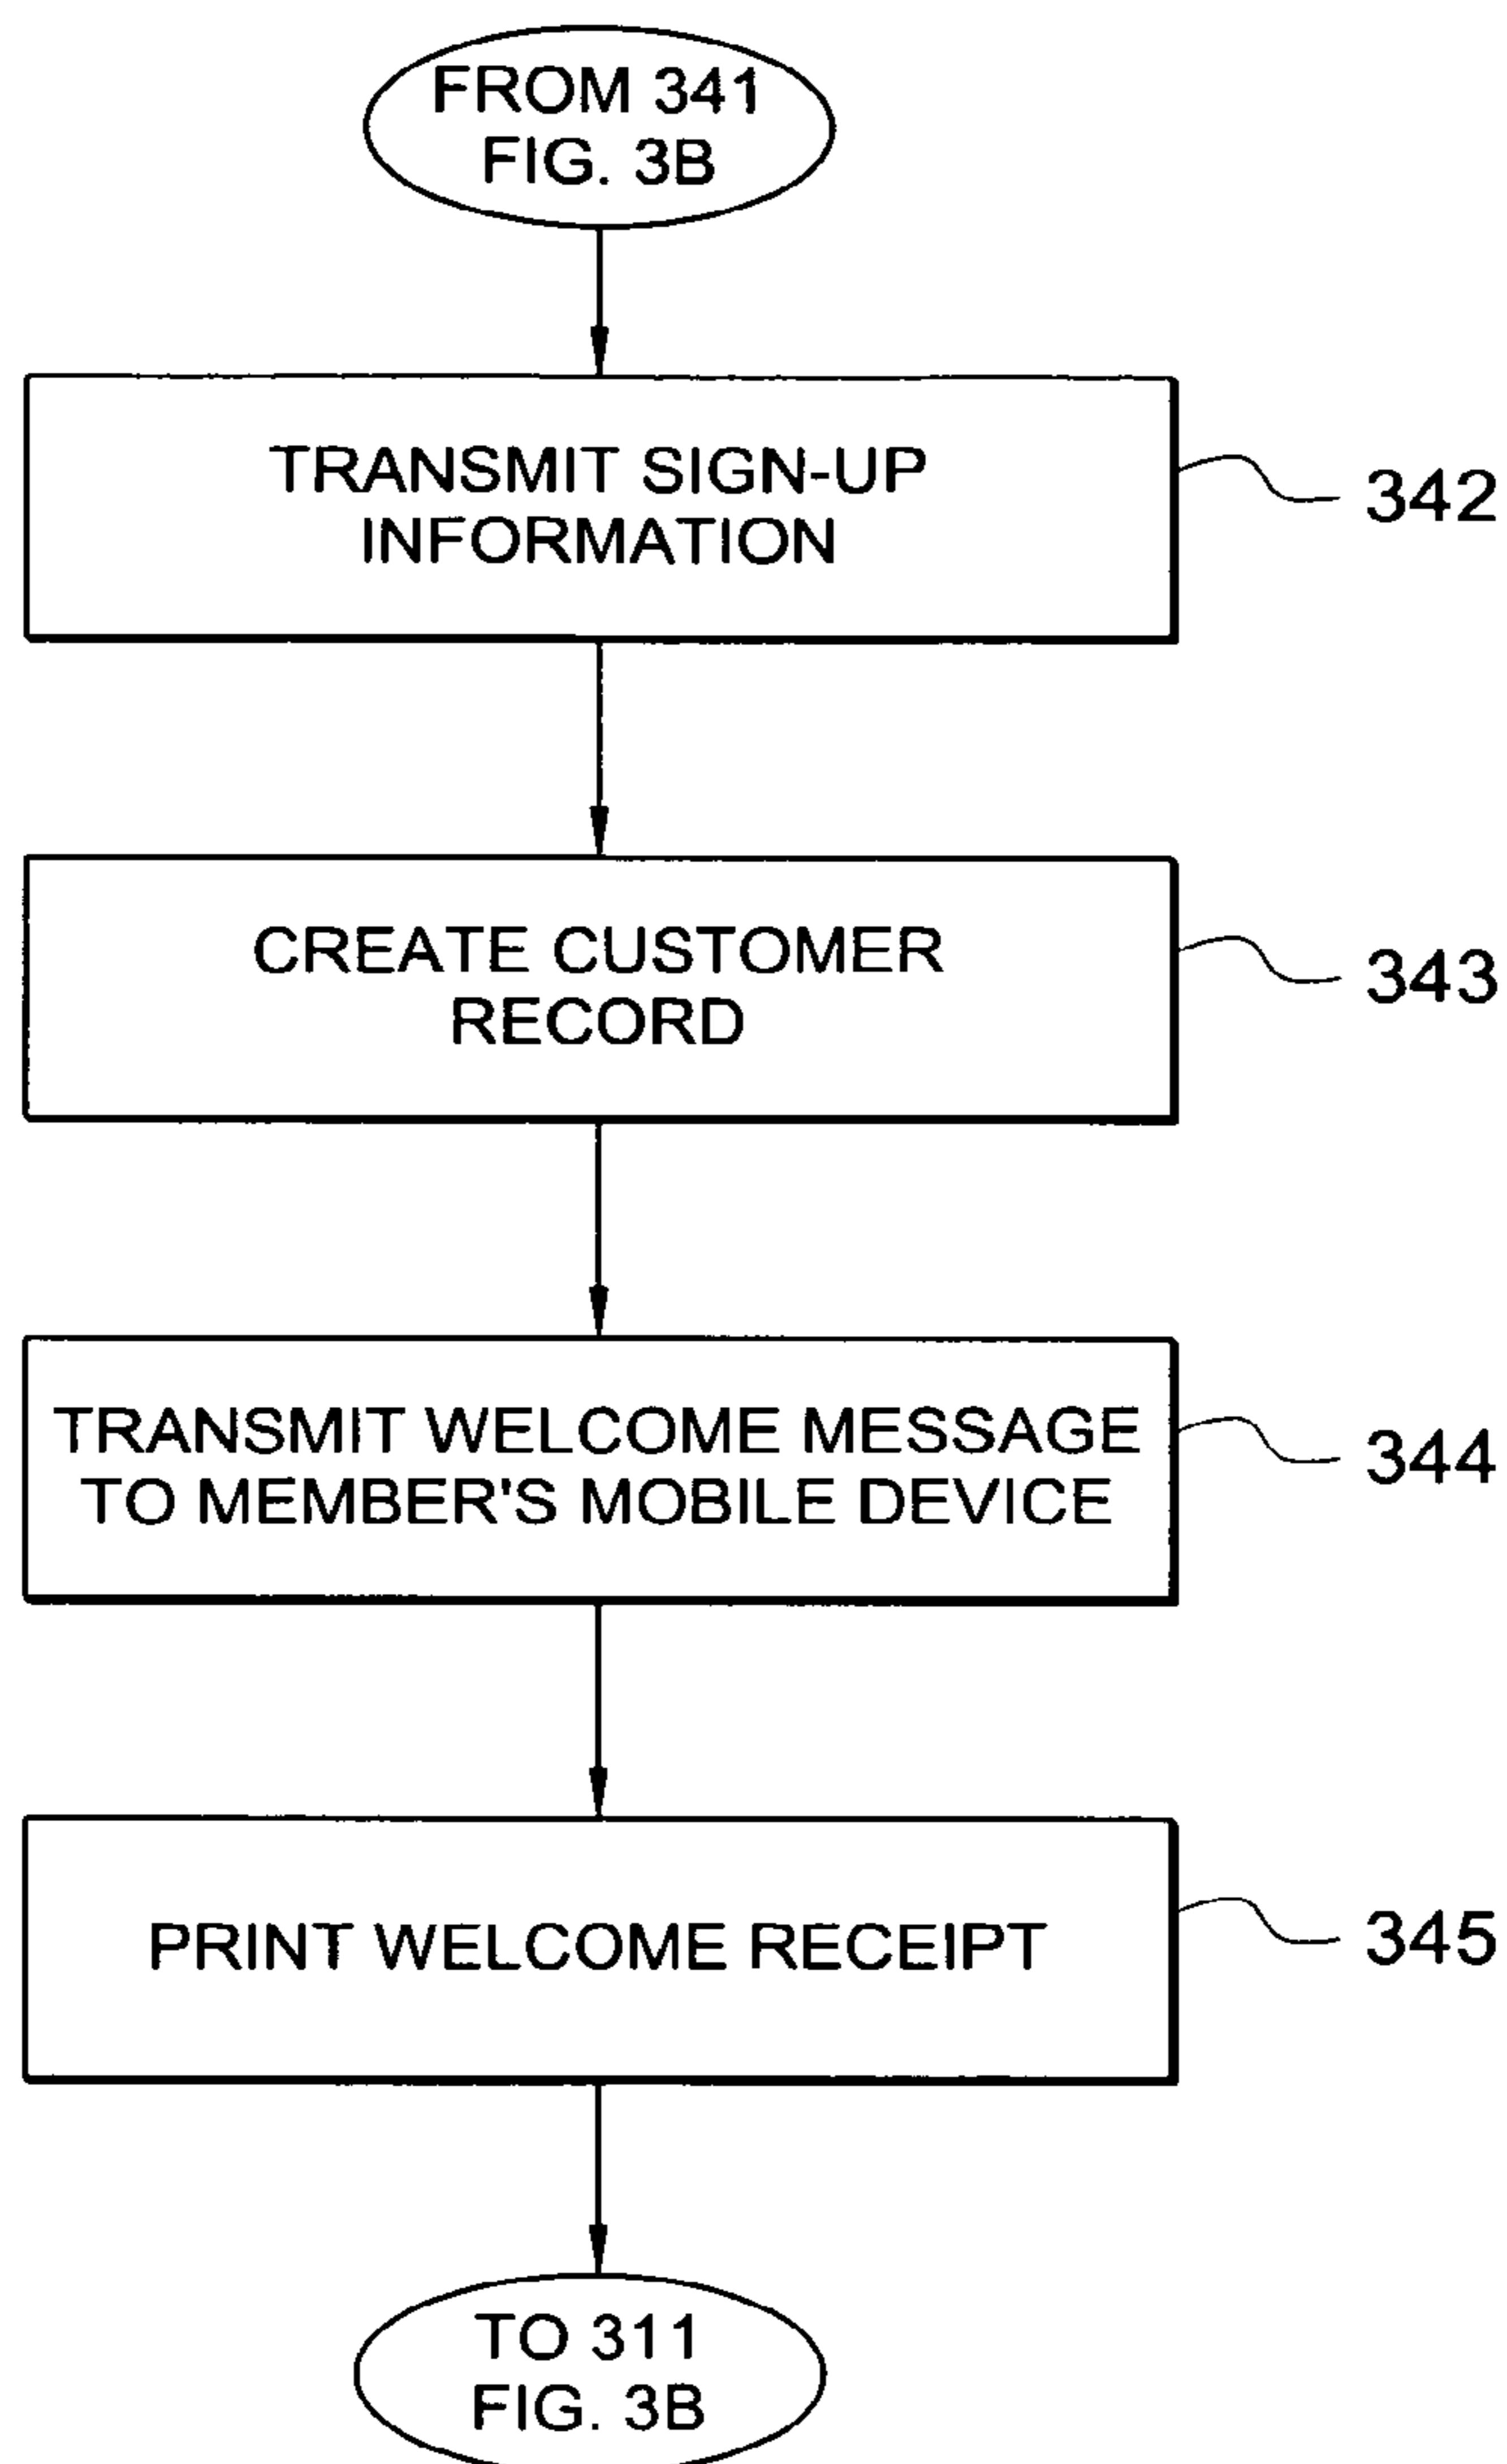 FROM 341
FIG. 3B
TRANSMIT SIGN-UP
INFORMATION
342
CREATE CUSTOMER
RECORD
343
TRANSMIT WELCOME MESSAGE
TO MEMBER'S MOBILE DEVICE
344
PRINT WELCOME RECEIPT
345
TO 311
FIG. 3B